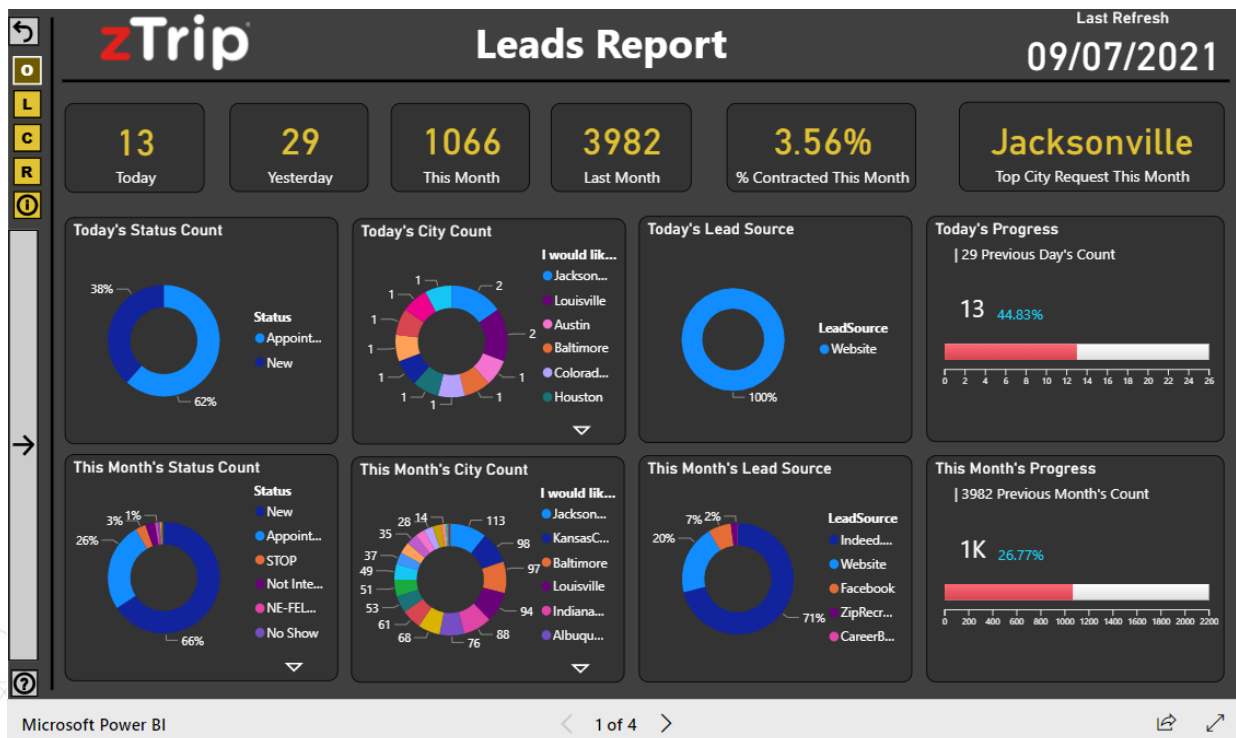 zTrip
Leads Report
Last Refresh
09/07/2021
O
L
C
R
13
Today
29
Yesterday
1066
This Month
3982
Last Month
3.56%
% Contracted This Month
Jacksonville
Top City Request This Month
Today's Status Count
38%
62%
Status
Appoint...
New
Today's City Count
1
1
1
1
1
1
1
1
1
2
2
I would lik...
Jackson...
Louisville
Austin
Baltimore
Colorad...
Houston
Today's Lead Source
100%
LeadSource
Website
Today's Progress
| 29 Previous Day's Count
13 44.83%
0 2 4 6 8 10 12 14 16 18 20 22 24 26
This Month's Status Count
3% 1%
26%
66%
Status
New
Appoint...
STOP
Not Inte...
NE-FEL...
No Show
This Month's City Count
28 14
35
37
49
51
53
61
68
76
88
94
97
98
113
I would lik...
Jackson...
KansasC...
Baltimore
Louisville
Indiana...
Albuqu...
This Month's Lead Source
7% 2%
20%
71%
LeadSource
Indeed....
Website
Facebook
ZipRecr...
CareerB...
This Month's Progress
| 3982 Previous Month's Count
1K 26.77%
0 200 400 600 800 1000 1200 1400 1600 1800 2000 2200
?
Microsoft Power BI
1 of 4